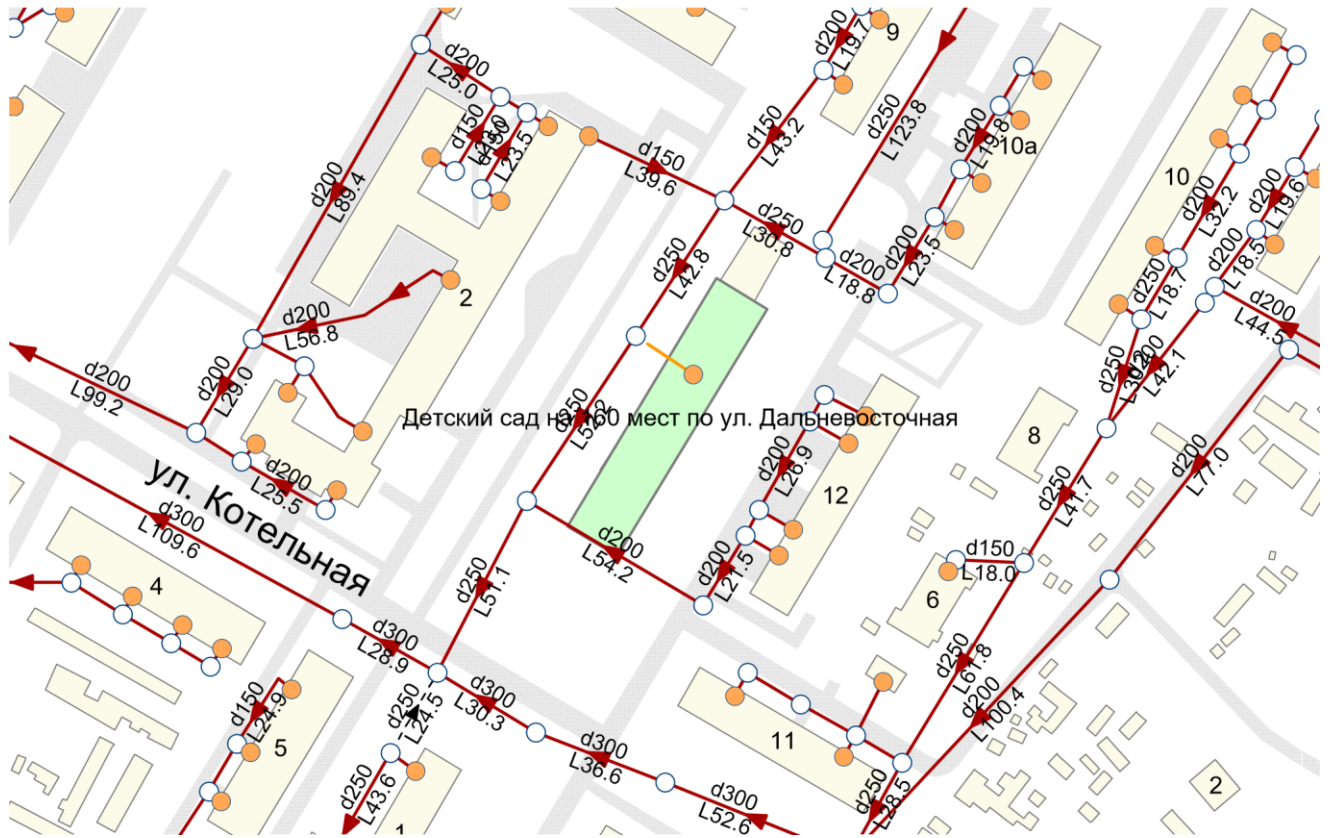 d200
L25.0
d150
L23.5
L23.5
d200
L89.4
d200
L56.8
2
d200
L29.0
d200
L99.2
d200
L25.5
ул. Котельная
d300
L109.6
d300
L28.9
4
d150
L24.9
5
d250
L24.5
d250
L43.6
1
d300
L30.3
d300
L36.6
d300
L52.6
d150
L39.6
d200
L19.7
9
d150
L43.2
d250
L123.8
d200
L19.8
10а
d250
L30.8
d200
L18.8
d200
L23.5
d250
L42.8
d250
Детский сад на 160 мест по ул. Дальневосточная
d250
L51.1
d200
L54.2
d200
L26.9
12
d200
L21.5
10
d200
L32.2
d200
L19.6
d200
L18.5
d250
L18.7
d200
L44.5
d250
d200
L42.1
8
d250
L41.7
d200
L77.0
d150
L18.0
6
d250
L61.8
d200
L100.4
11
d250
L28.5
2